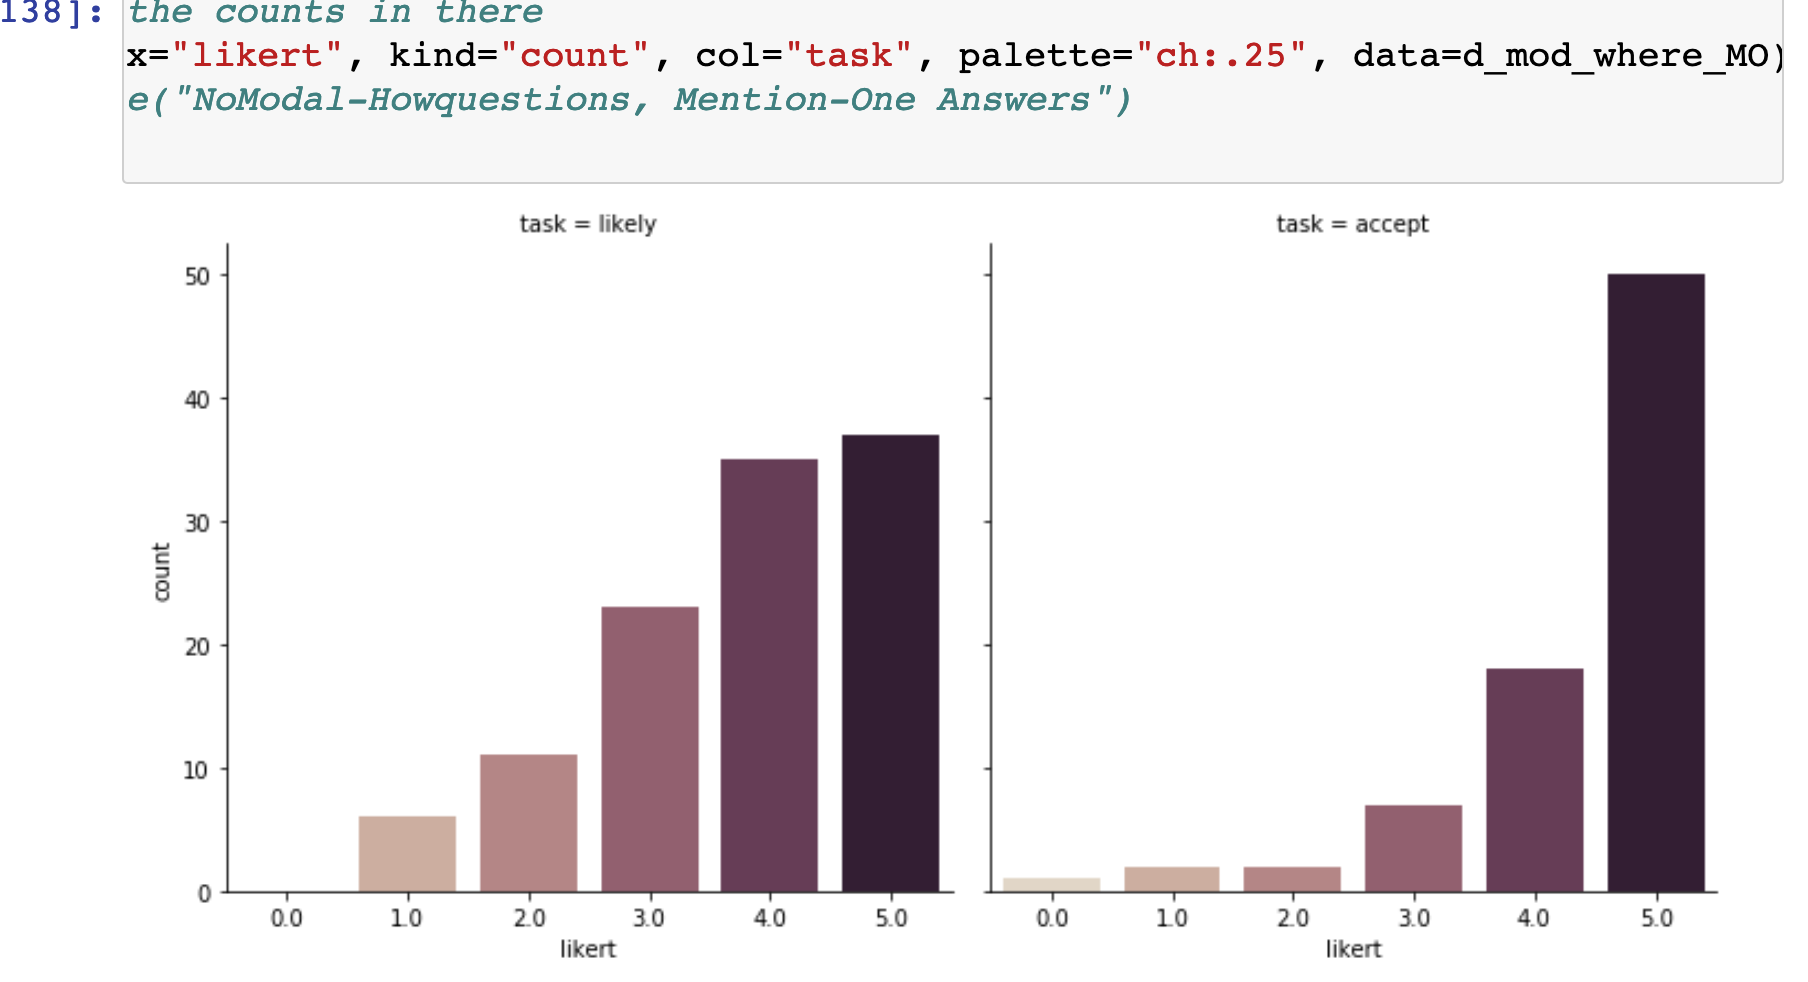 138]: the counts in there
x="likert", kind="count", col="task", palette="ch:.25", data=d_mod_where_MO)
e("NoModal-Howquestions, Mention-One Answers")
task = likely
task = accept
50
40
30
20
10
0
count
0.0 1.0 2.0 3.0 4.0 5.0
likert
0.0 1.0 2.0 3.0 4.0 5.0
likert